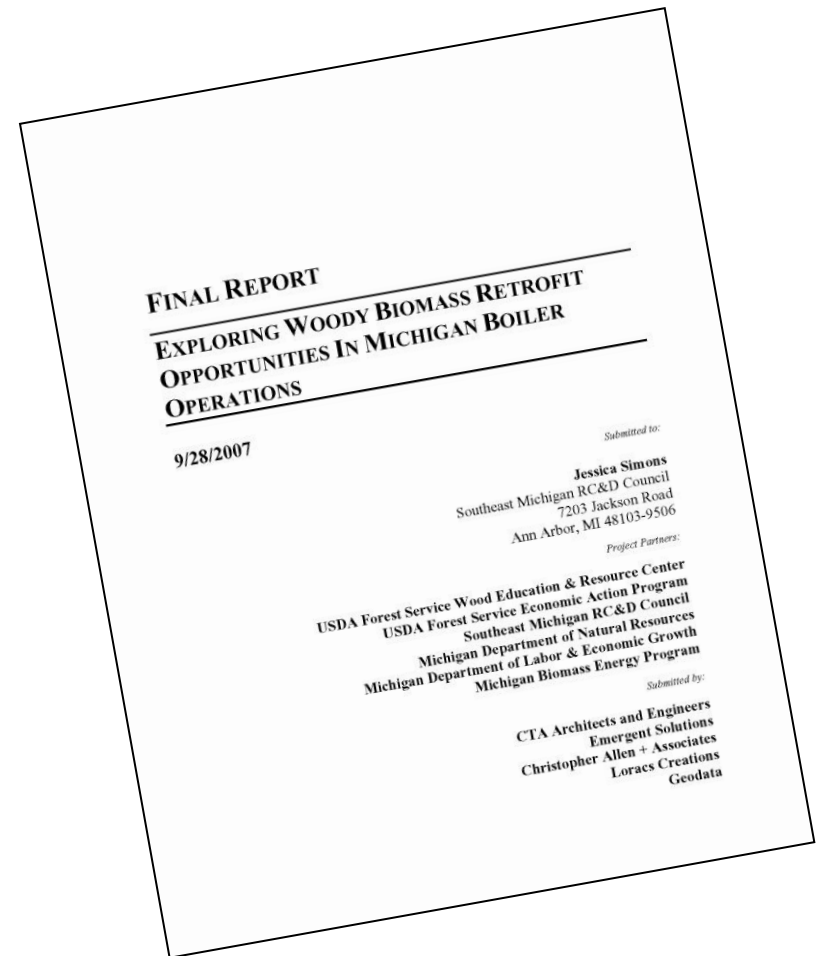 FINAL REPORT
EXPLORING WOODY BIOMASS RETROFIT
OPPORTUNITIES IN MICHIGAN BOILER
OPERATIONS
9/28/2007
Submitted to:
Jessica Simons
Southeast Michigan RC&D Council
7203 Jackson Road
Ann Arbor, MI 48103-9506
Project Partners:
USDA Forest Service Wood Education & Resource Center
USDA Forest Service Economic Action Program
Southeast Michigan RC&D Council
Michigan Department of Natural Resources
Michigan Department of Labor & Economic Growth
Michigan Biomass Energy Program
Submitted by:
CTA Architects and Engineers
Emergent Solutions
Christopher Allen + Associates
Loracs Creations
Geodata